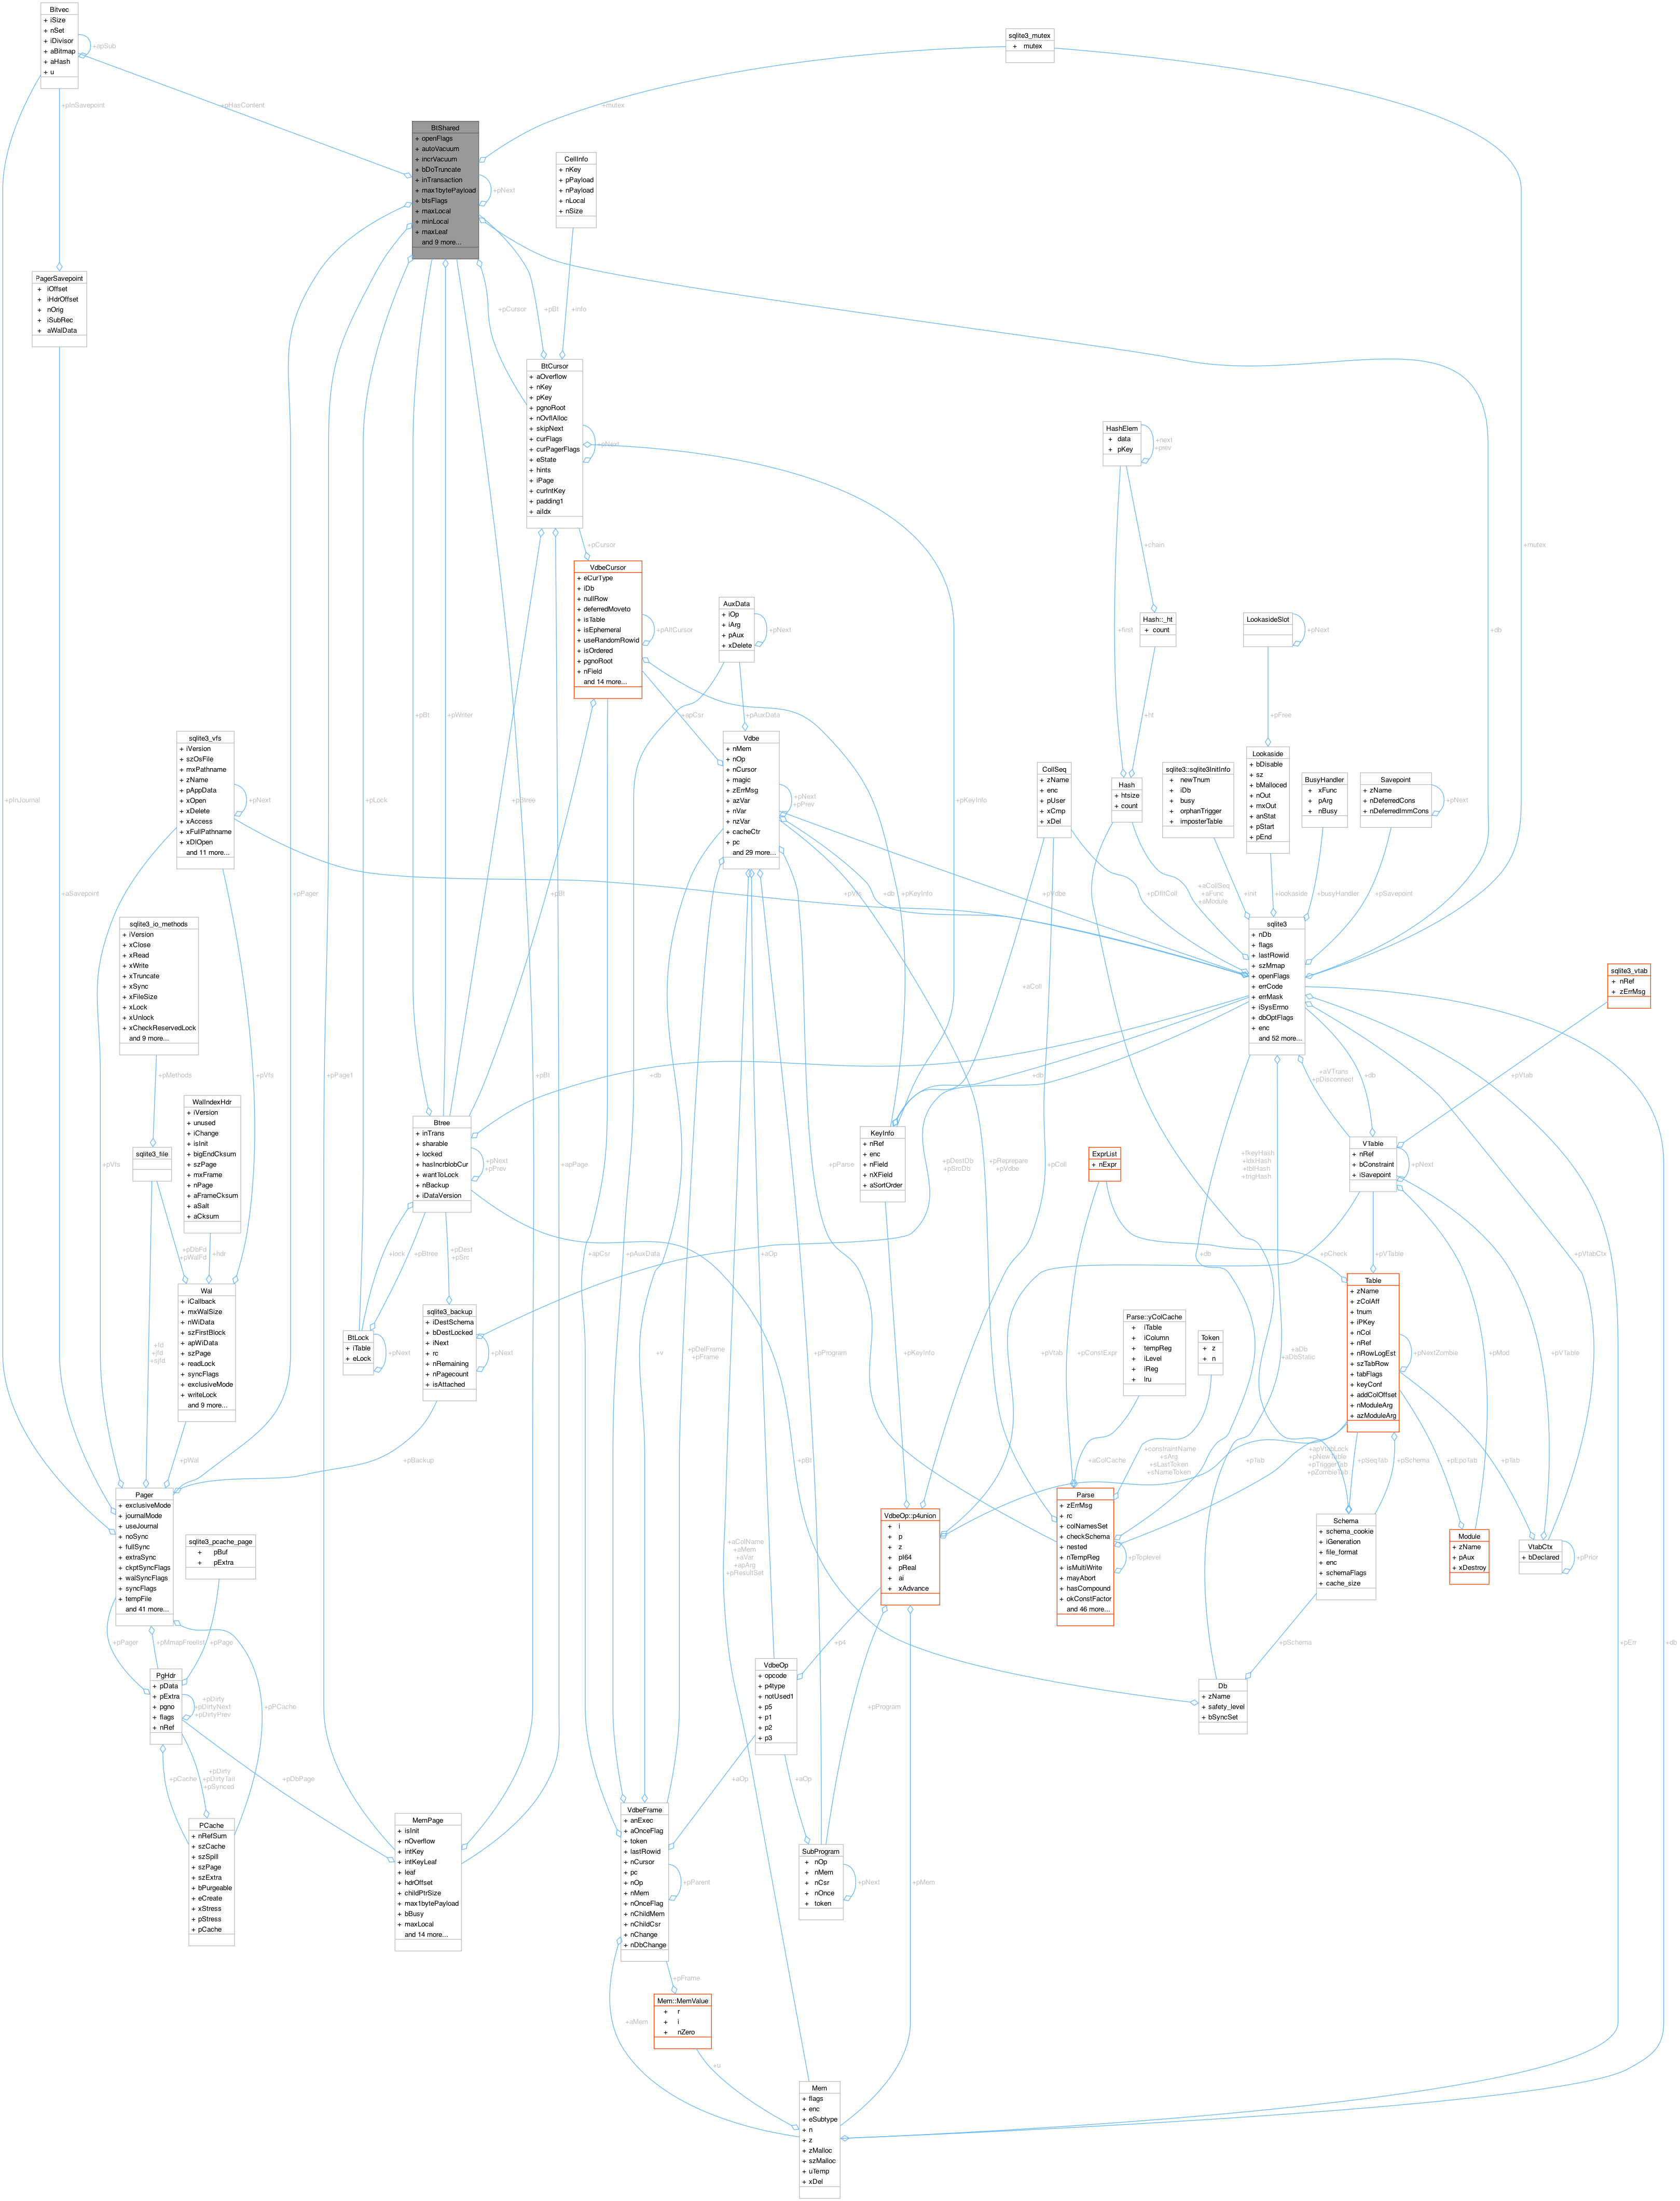 Bitvec
+ iSize
+ nSet
+ iDivisor
+ aBitmap
+ aHash
+ u
+apSub
sqlite3_mutex
+ mutex
+pInSavepoint
+pHasContent
+mutex
BtShared
+ openFlags
+ autoVacuum
+ incrVacuum
+ bDoTruncate
+ inTransaction
+ max1bytePayload
+ btsFlags
+ maxLocal
+ minLocal
+ maxLeaf
and 9 more...
+pNext
CellInfo
+ nKey
+ pPayload
+ nPayload
+ nLocal
+ nSize
PagerSavepoint
+ iOffset
+ iHdrOffset
+ nOrig
+ iSubRec
+ aWalData
+pCursor
+pBt
+info
BtCursor
+ aOverflow
+ nKey
+ pKey
+ pgnoRoot
+ nOvflAlloc
+ skipNext
+ curFlags
+ curPagerFlags
+ eState
+ hints
+ iPage
+ curIntKey
+ padding1
+ aiIdx
+pNext
HashElem
+ data
+ pKey
+next
+prev
+pCursor
+chain
+mutex
VdbeCursor
+ eCurType
+ iDb
+ nullRow
+ deferredMoveto
+ isTable
+ isEphemeral
+ useRandomRowid
+ isOrdered
+ pgnoRoot
+ nField
and 14 more...
+pAltCursor
AuxData
+ iOp
+ iArg
+ pAux
+ xDelete
+pNext
+first
Hash::_ht
+ count
LookasideSlot
+pNext
+db
+pBt
+pWriter
+apCsr
+pAuxData
+ht
+pFree
sqlite3_vfs
+ iVersion
+ szOsFile
+ mxPathname
+ zName
+ pAppData
+ xOpen
+ xDelete
+ xAccess
+ xFullPathname
+ xDlOpen
and 11 more...
+pNext
Vdbe
+ nMem
+ nOp
+ nCursor
+ magic
+ zErrMsg
+ azVar
+ nVar
+ nzVar
+ cacheCtr
+ pc
and 29 more...
+pNext
+pPrev
CollSeq
+ zName
+ enc
+ pUser
+ xCmp
+ xDel
Hash
+ htsize
+ count
sqlite3::sqlite3InitInfo
+ newTnum
+ iDb
+ busy
+ orphanTrigger
+ imposterTable
Lookaside
+ bDisable
+ sz
+ bMalloced
+ nOut
+ mxOut
+ anStat
+ pStart
+ pEnd
BusyHandler
+ xFunc
+ pArg
+ nBusy
Savepoint
+ zName
+ nDeferredCons
+ nDeferredImmCons
+pNext
+pInJournal
+pLock
+pBtree
+pKeyInfo
+aSavepoint
+pPager
+pBt
+pKeyInfo
+pVfs
+db
+pVdbe
+pDfltColl
+aCollSeq
+aFunc
+aModule
+init
+lookaside
+busyHandler
+pSavepoint
sqlite3_io_methods
+ iVersion
+ xClose
+ xRead
+ xWrite
+ xTruncate
+ xSync
+ xFileSize
+ xLock
+ xUnlock
+ xCheckReservedLock
and 9 more...
sqlite3
+ nDb
+ flags
+ lastRowid
+ szMmap
+ openFlags
+ errCode
+ errMask
+ iSysErrno
+ dbOptFlags
+ enc
and 52 more...
sqlite3_vtab
+ nRef
+ zErrMsg
+aColl
+pMethods
+pVfs
+pPage1
+pBt
+db
+db
+aVTrans
+pDisconnect
+db
+pVtab
WalIndexHdr
+ iVersion
+ unused
+ iChange
+ isInit
+ bigEndCksum
+ szPage
+ mxFrame
+ nPage
+ aFrameCksum
+ aSalt
+ aCksum
sqlite3_file
Btree
+ inTrans
+ sharable
+ locked
+ hasIncrblobCur
+ wantToLock
+ nBackup
+ iDataVersion
+pNext
+pPrev
KeyInfo
+ nRef
+ enc
+ nField
+ nXField
+ aSortOrder
ExprList
+ nExpr
VTable
+ nRef
+ bConstraint
+ iSavepoint
+pNext
+pVfs
+apPage
+pParse
+pDestDb
+pSrcDb
+pReprepare
+pVdbe
+pColl
+fkeyHash
+idxHash
+tblHash
+trigHash
+pDbFd
+pWalFd
+hdr
+lock
+pBtree
+pDest
+pSrc
+apCsr
+pAuxData
+aOp
+db
+pCheck
+pVTable
+pVtabCtx
Wal
+ iCallback
+ mxWalSize
+ nWiData
+ szFirstBlock
+ apWiData
+ szPage
+ readLock
+ syncFlags
+ exclusiveMode
+ writeLock
and 9 more...
BtLock
+ iTable
+ eLock
+pNext
sqlite3_backup
+ iDestSchema
+ bDestLocked
+ iNext
+ rc
+ nRemaining
+ nPagecount
+ isAttached
+pNext
Parse::yColCache
+ iTable
+ iColumn
+ tempReg
+ iLevel
+ iReg
+ lru
Token
+ z
+ n
Table
+ zName
+ zColAff
+ tnum
+ iPKey
+ nCol
+ nRef
+ nRowLogEst
+ szTabRow
+ tabFlags
+ keyConf
+ addColOffset
+ nModuleArg
+ azModuleArg
+pNextZombie
+fd
+jfd
+sjfd
+v
+pDelFrame
+pFrame
+pProgram
+pKeyInfo
+pVtab
+pConstExpr
+aDb
+aDbStatic
+pMod
+pVTable
+pWal
+pBackup
+pBt
+aColCache
+constraintName
+sArg
+sLastToken
+sNameToken
+pTab
+apVtabLock
+pNewTable
+pTriggerTab
+pZombieTab
+pSeqTab
+pSchema
+pEpoTab
+pTab
Pager
+ exclusiveMode
+ journalMode
+ useJournal
+ noSync
+ fullSync
+ extraSync
+ ckptSyncFlags
+ walSyncFlags
+ syncFlags
+ tempFile
and 41 more...
sqlite3_pcache_page
+ pBuf
+ pExtra
+aColName
+aMem
+aVar
+apArg
+pResultSet
VdbeOp::p4union
+ i
+ p
+ z
+ pI64
+ pReal
+ ai
+ xAdvance
Parse
+ zErrMsg
+ rc
+ colNamesSet
+ checkSchema
+ nested
+ nTempReg
+ isMultiWrite
+ mayAbort
+ hasCompound
+ okConstFactor
and 46 more...
+pToplevel
Schema
+ schema_cookie
+ iGeneration
+ file_format
+ enc
+ schemaFlags
+ cache_size
Module
+ zName
+ pAux
+ xDestroy
VtabCtx
+ bDeclared
+pPrior
+pPager
+pMmapFreelist
+pPage
+p4
+pSchema
+pErr
+db
PgHdr
+ pData
+ pExtra
+ pgno
+ flags
+ nRef
+pDirty
+pDirtyNext
+pDirtyPrev
+pPCache
VdbeOp
+ opcode
+ p4type
+ notUsed1
+ p5
+ p1
+ p2
+ p3
+pProgram
Db
+ zName
+ safety_level
+ bSyncSet
+pCache
+pDirty
+pDirtyTail
+pSynced
+pDbPage
+aOp
+aOp
PCache
+ nRefSum
+ szCache
+ szSpill
+ szPage
+ szExtra
+ bPurgeable
+ eCreate
+ xStress
+ pStress
+ pCache
MemPage
+ isInit
+ nOverflow
+ intKey
+ intKeyLeaf
+ leaf
+ hdrOffset
+ childPtrSize
+ max1bytePayload
+ bBusy
+ maxLocal
and 14 more...
VdbeFrame
+ anExec
+ aOnceFlag
+ token
+ lastRowid
+ nCursor
+ pc
+ nOp
+ nMem
+ nOnceFlag
+ nChildMem
+ nChildCsr
+ nChange
+ nDbChange
+pParent
SubProgram
+ nOp
+ nMem
+ nCsr
+ nOnce
+ token
+pNext
+pMem
+pFrame
+aMem
Mem::MemValue
+ r
+ i
+ nZero
+u
Mem
+ flags
+ enc
+ eSubtype
+ n
+ z
+ zMalloc
+ szMalloc
+ uTemp
+ xDel